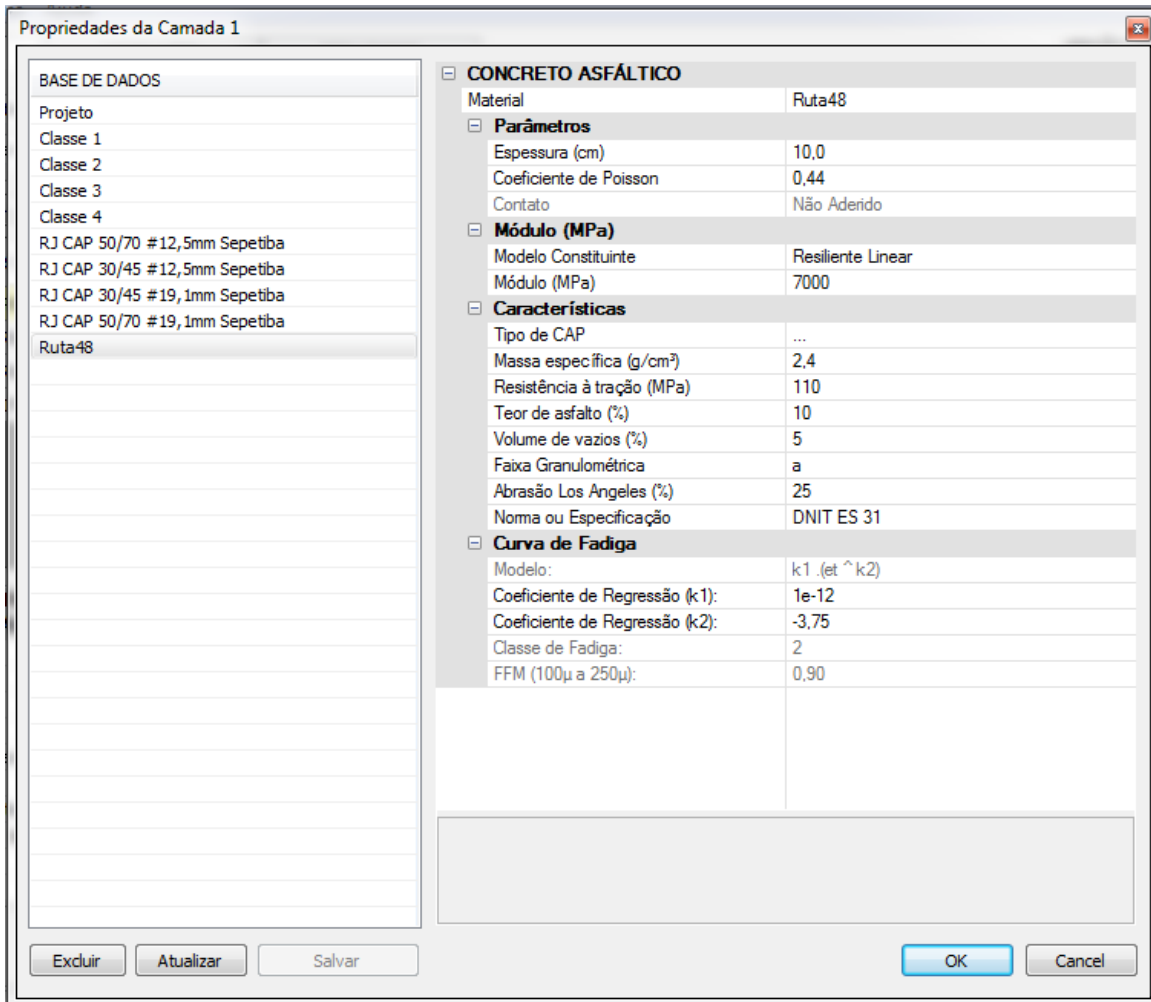 Propriedades da Camada 1
BASE DE DADOS
Projeto
Classe 1
Classe 2
Classe 3
Classe 4
RJ CAP 50/70 #12,5mm Sepetiba
RJ CAP 30/45 #12,5mm Sepetiba
RJ CAP 30/45 #19,1mm Sepetiba
RJ CAP 50/70 #19,1mm Sepetiba
Ruta48
CONCRETO ASFÁLTICO
Material Ruta48
Parâmetros
Espessura (cm) 10,0
Coeficiente de Poisson 0,44
Contato Não Aderido
Módulo (MPa)
Modelo Constituinte Resiliente Linear
Módulo (MPa) 7000
Características
Tipo de CAP ...
Massa específica (g/cm³) 2,4
Resistência à tração (MPa) 110
Teor de asfalto (%) 10
Volume de vazios (%) 5
Faixa Granulométrica a
Abrasão Los Angeles (%) 25
Norma ou Especificação DNIT ES 31
Curva de Fadiga
Modelo: k1 .(et ^ k2)
Coeficiente de Regressão (k1): 1e-12
Coeficiente de Regressão (k2): -3,75
Classe de Fadiga: 2
FFM (100µ a 250µ): 0,90
Excluir Atualizar Salvar OK Cancel